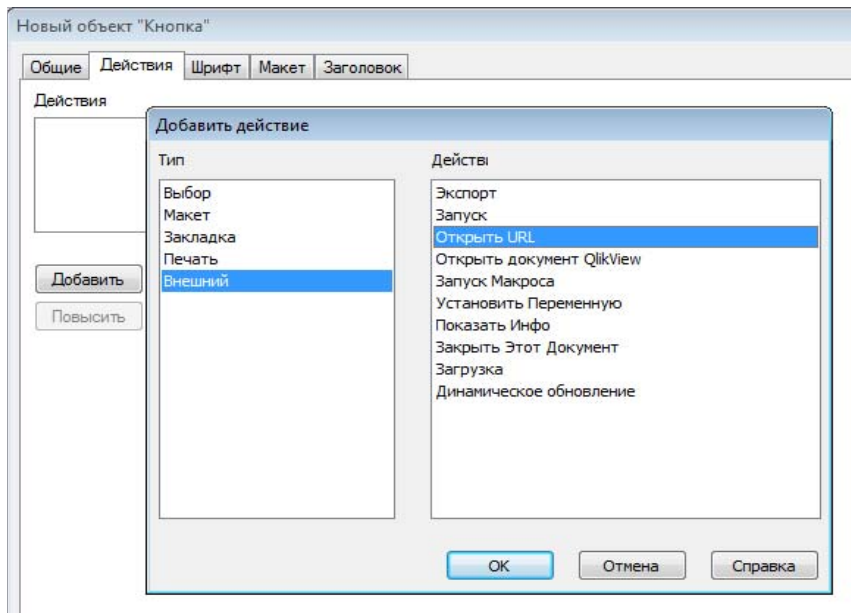 Новый объект "Кнопка"
Общие Действия Шрифт Макет Заголовок
Действия
Добавить действие
Тип
Действı
Выбор
Макет
Закладка
Печать
Внешний
Экспорт
Запуск
Открыть URL
Открыть документ QlikView
Запуск Макроса
Установить Переменную
Показать Инфо
Закрыть Этот Документ
Загрузка
Динамическое обновление
Добавить
Повысить
OK Отмена Справка